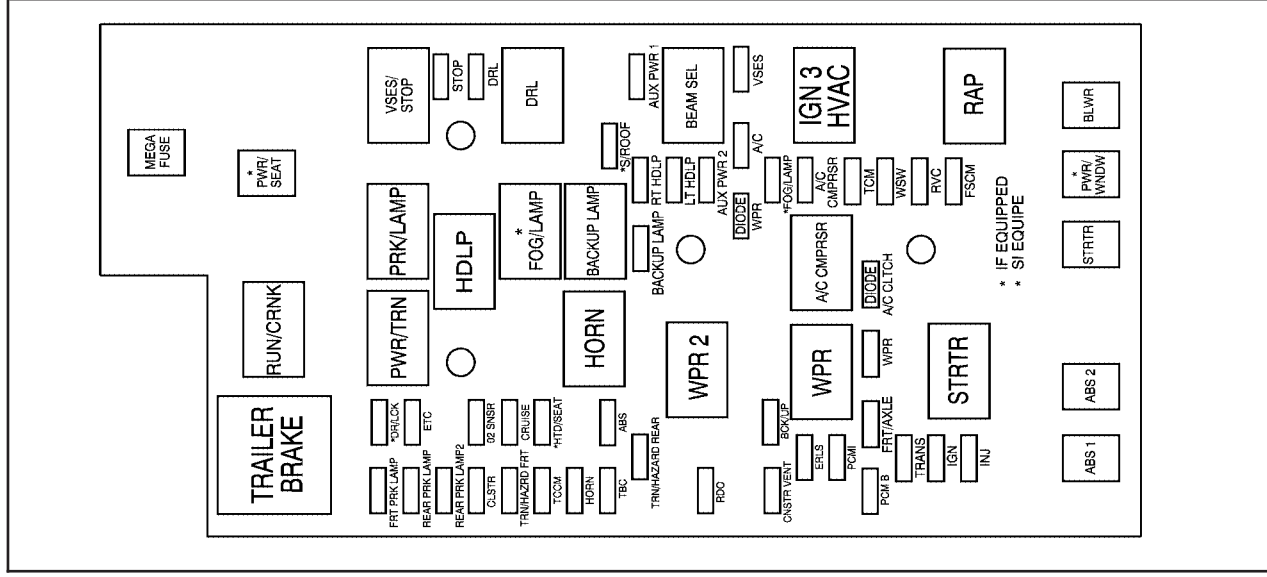 MEGA
FUSE
*
PWR/
SEAT
RUN/CRNK
TRAILER
BRAKE
VSES/
STOP
STOP
DRL
DRL
AUX PWR 1
BEAM SEL
VSES
IGN 3
HVAC
RAP
BLWR
*S/ROOF
A/C
RT HDLP
LT HDLP
AUX PWR 2
DIODE
WPR
*FOG/LAMP
A/C
CMPRSR
TCM
WSW
RVC
FSCM
*
PWR/
WNDW
PRK/LAMP
HDLP
*
FOG/LAMP
BACKUP LAMP
BACKUP LAMP
A/C CMPRSR
DIODE
A/C CLTCH
* IF EQUIPPED
* SI EQUIPE
STRTR
PWR/TRN
HORN
WPR 2
WPR
WPR
STRTR
ABS 2
*DR/LCK
ETC
02 SNSR
CRUISE
*HTD/SEAT
ABS
BCK/UP
FRT/AXLE
FRT PRK LAMP
REAR PRK LAMP
REAR PRK LAMP2
CLSTR
TRN/HAZRD FRT
TCCM
HORN
TBC
TRN/HAZARD REAR
RDC
CNSTR VENT
ERLS
PCMI
PCM B
TRANS
IGN
INJ
ABS 1